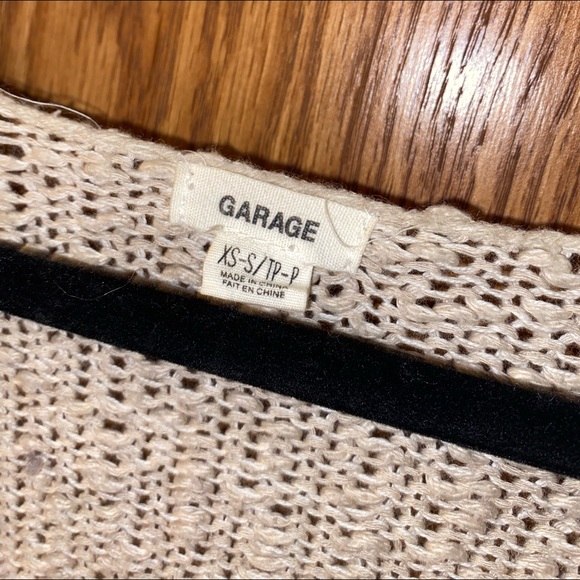 GARAGE
XS-S/TP-P
MADE IN CHINA
FAIT EN CHINE